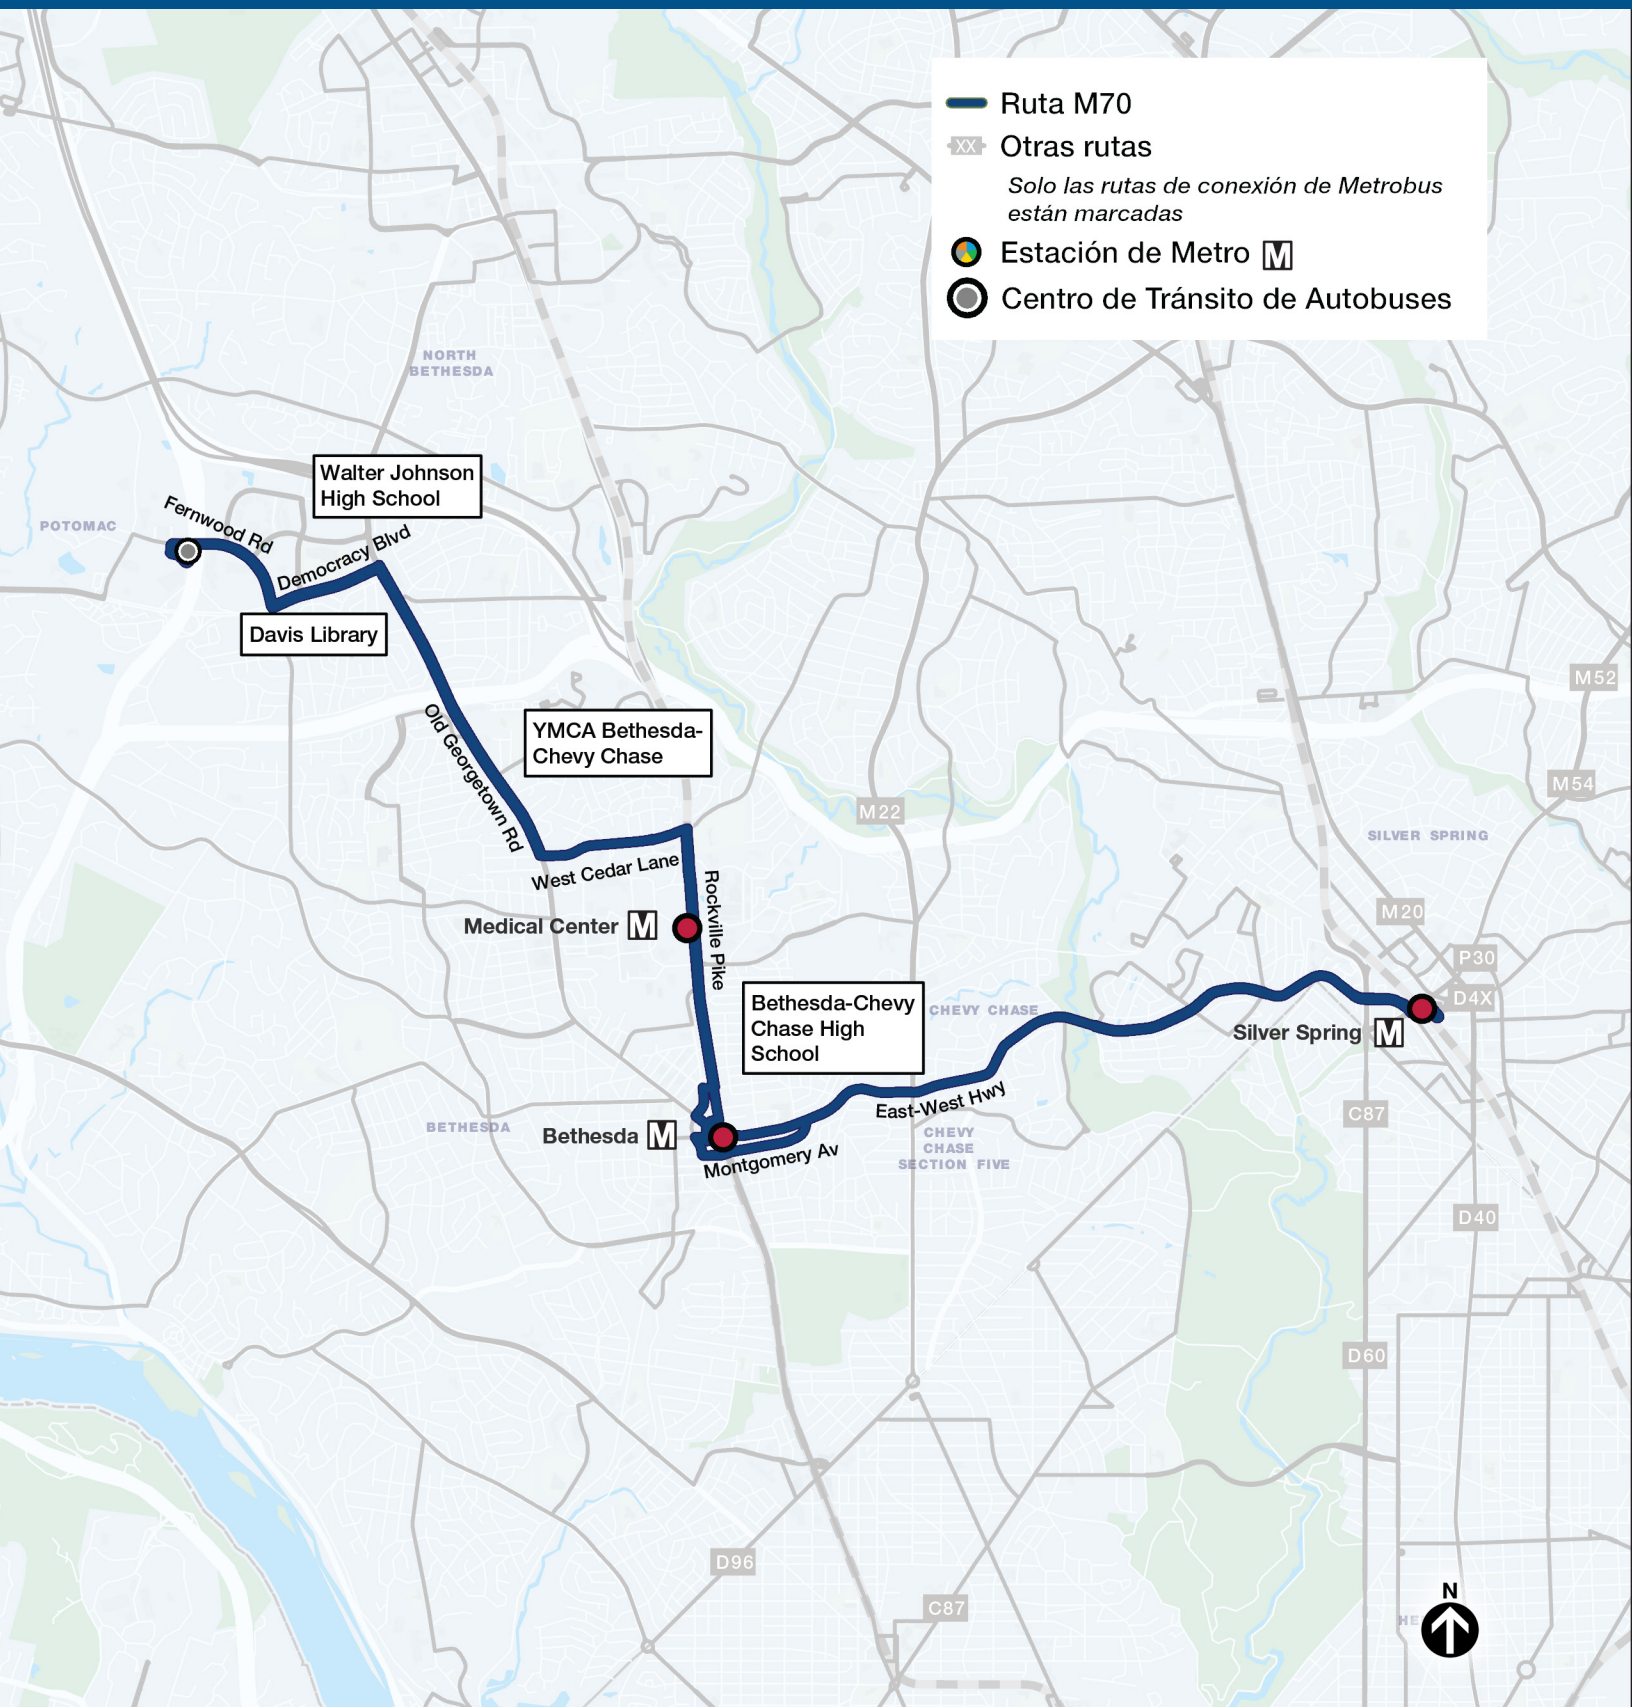 Ruta M70
XX
Otras rutas
Solo las rutas de conexión de Metrobus
están marcadas
Estación de Metro M
Centro de Tránsito de Autobuses
NORTH
BETHESDA
Walter Johnson
High School
POTOMAC
Fernwood Rd
Democracy Blvd
Davis Library
M52
Old Georgetown Rd
YMCA Bethesda-
Chevy Chase
M54
M22
SILVER SPRING
West Cedar Lane
Rockville Pike
M20
Medical Center M
P30
D4X
Bethesda-Chevy
Chase High
School
CHEVY CHASE
Silver Spring M
East-West Hwy
C87
BETHESDA
Bethesda M
Montgomery Av
CHEVY
CHASE
SECTION FIVE
D40
D60
D96
C87
N
HE